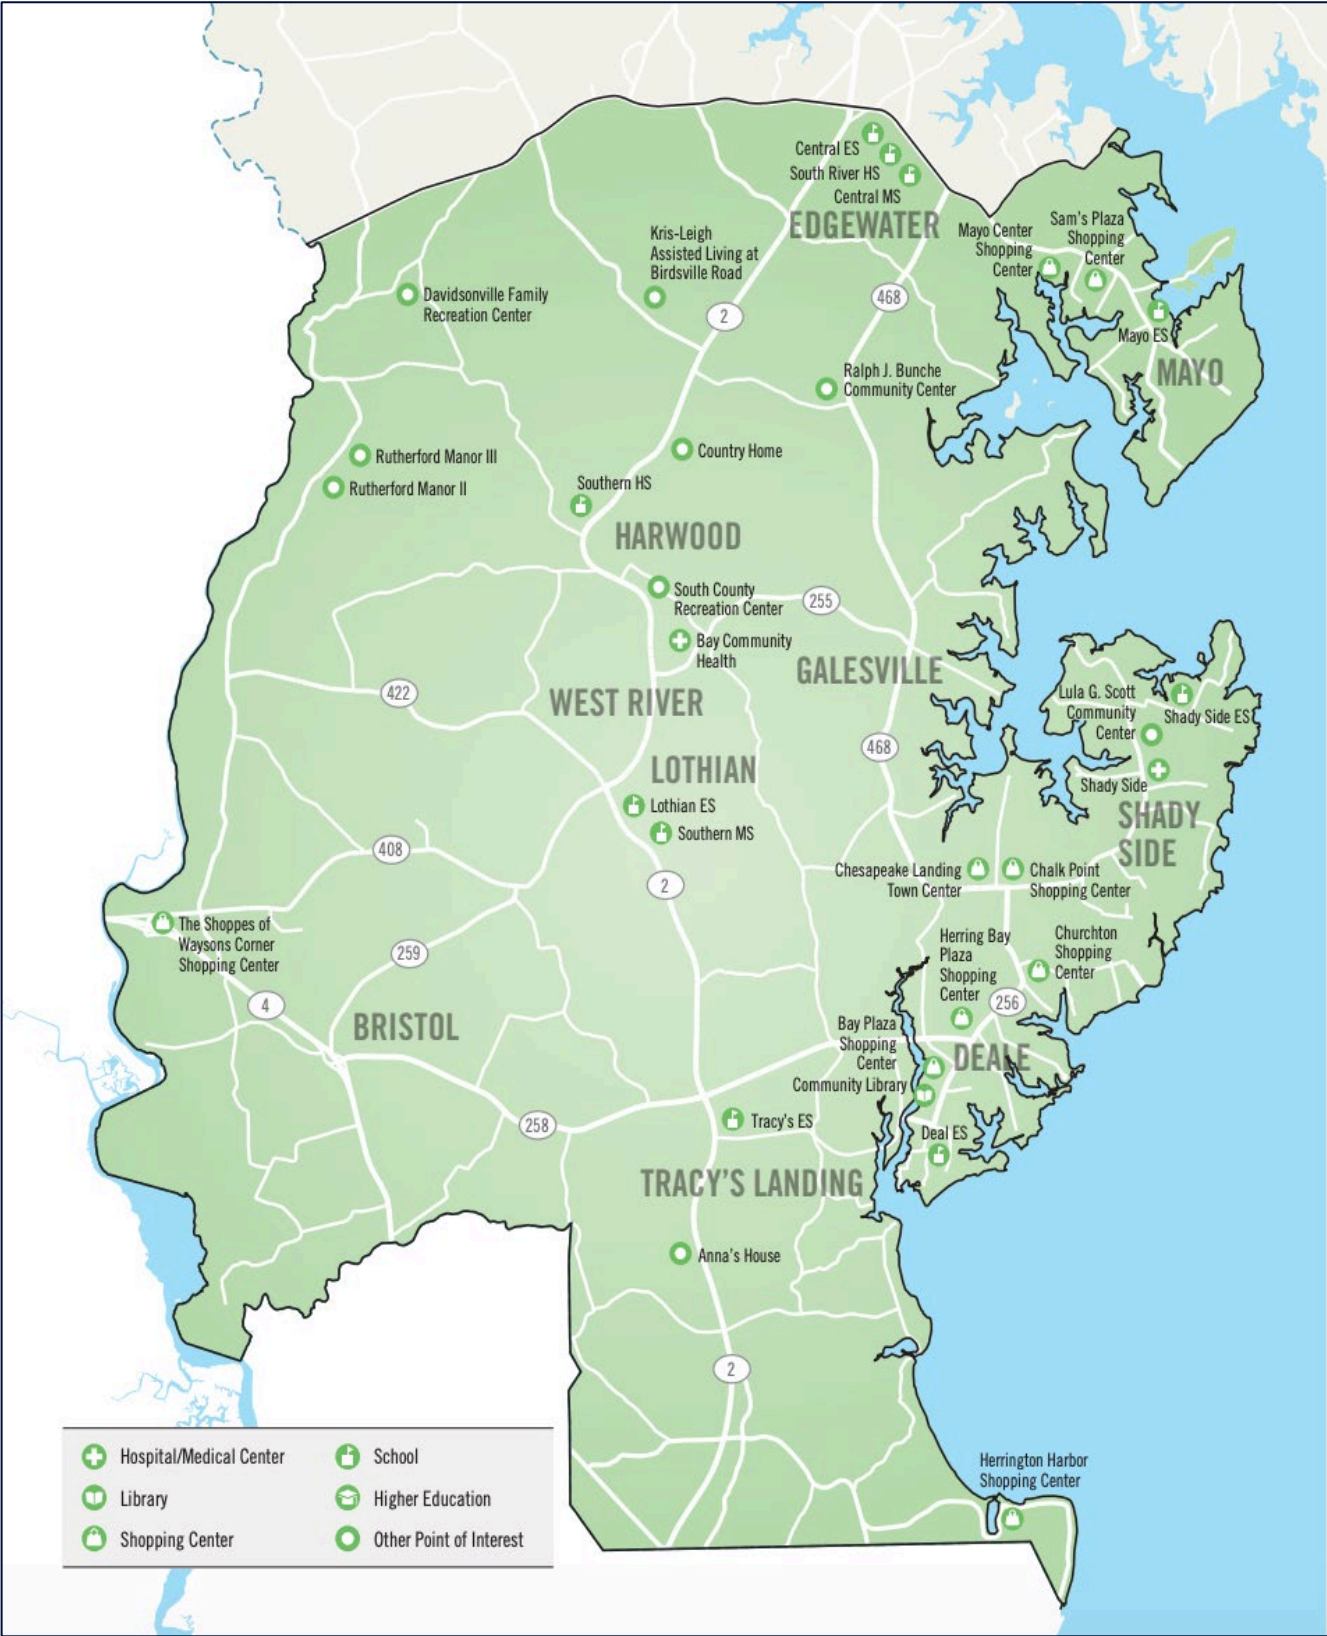 Central ES
South River HS
Central MS
EDGEWATER
Mayo Center
Shopping
Center
Sam's Plaza
Shopping
Center
Kris-Leigh
Assisted Living at
Birdsville Road
Davidsonville Family
Recreation Center
2
468
Mayo ES
MAYO
Ralph J. Bunche
Community Center
Country Home
Rutherford Manor III
Rutherford Manor II
Southern HS
HARWOOD
South County
Recreation Center
255
Bay Community
Health
GALESVILLE
422
WEST RIVER
Lula G. Scott
Community
Center
Shady Side ES
468
LOTHIAN
Shady Side
Lothian ES
Southern MS
SHADY
SIDE
408
2
Chesapeake Landing
Town Center
Chalk Point
Shopping Center
The Shoppes of
Waysons Corner
Shopping Center
259
Herring Bay
Plaza
Shopping
Center
Churchton
Shopping
Center
4
256
BRISTOL
Bay Plaza
Shopping
Center
DEALE
Community Library
258
Tracy's ES
Deal ES
TRACY'S LANDING
Anna's House
2
Herrington Harbor
Shopping Center
Hospital/Medical Center
School
Library
Higher Education
Shopping Center
Other Point of Interest